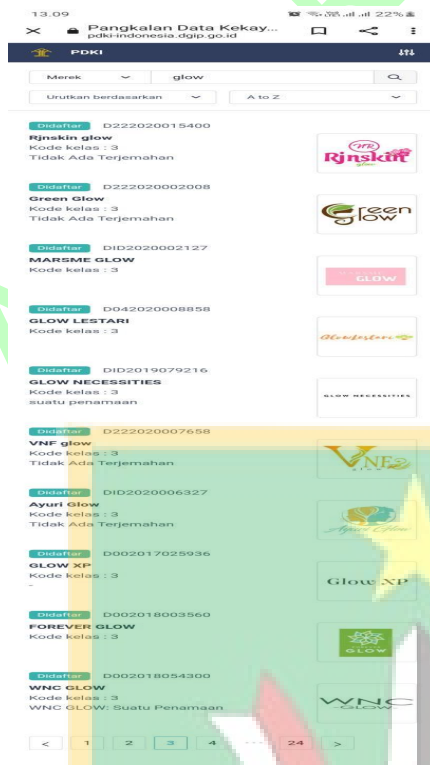 13.09 22%
Pangkalan Data Kekay...
pdki-indonesia.dgip.go.id
PDKI
Merek glow
Urutkan berdasarkan A to Z
Didaftar D222020015400
Rjnskin glow
Kode kelas : 3
Tidak Ada Terjemahan
Rjnskin
Didaftar D222020002008
Green Glow
Kode kelas : 3
Tidak Ada Terjemahan
Green
Glow
Didaftar DID2020002127
MARSME GLOW
Kode kelas : 3
GLOW
Didaftar D042020008858
GLOW LESTARI
Kode kelas : 3
Glowlestari
Didaftar DID2019079216
GLOW NECESSITIES
Kode kelas : 3
suatu penamaan
GLOW NECESSITIES
Didaftar D222020007658
VNF glow
Kode kelas : 3
Tidak Ada Terjemahan
VNF
Didaftar DID2020006327
Ayuri Glow
Kode kelas : 3
Tidak Ada Terjemahan
Ayuri Glow
Didaftar D002017025936
GLOW XP
Kode kelas : 3
-
Glow XP
Didaftar D002018003560
FOREVER GLOW
Kode kelas : 3
GLOW
Didaftar D002018054300
WNC GLOW
Kode kelas : 3
WNC GLOW: Suatu Penamaan
WNC
GLOW
< 1 2 3 4 ... 24 >